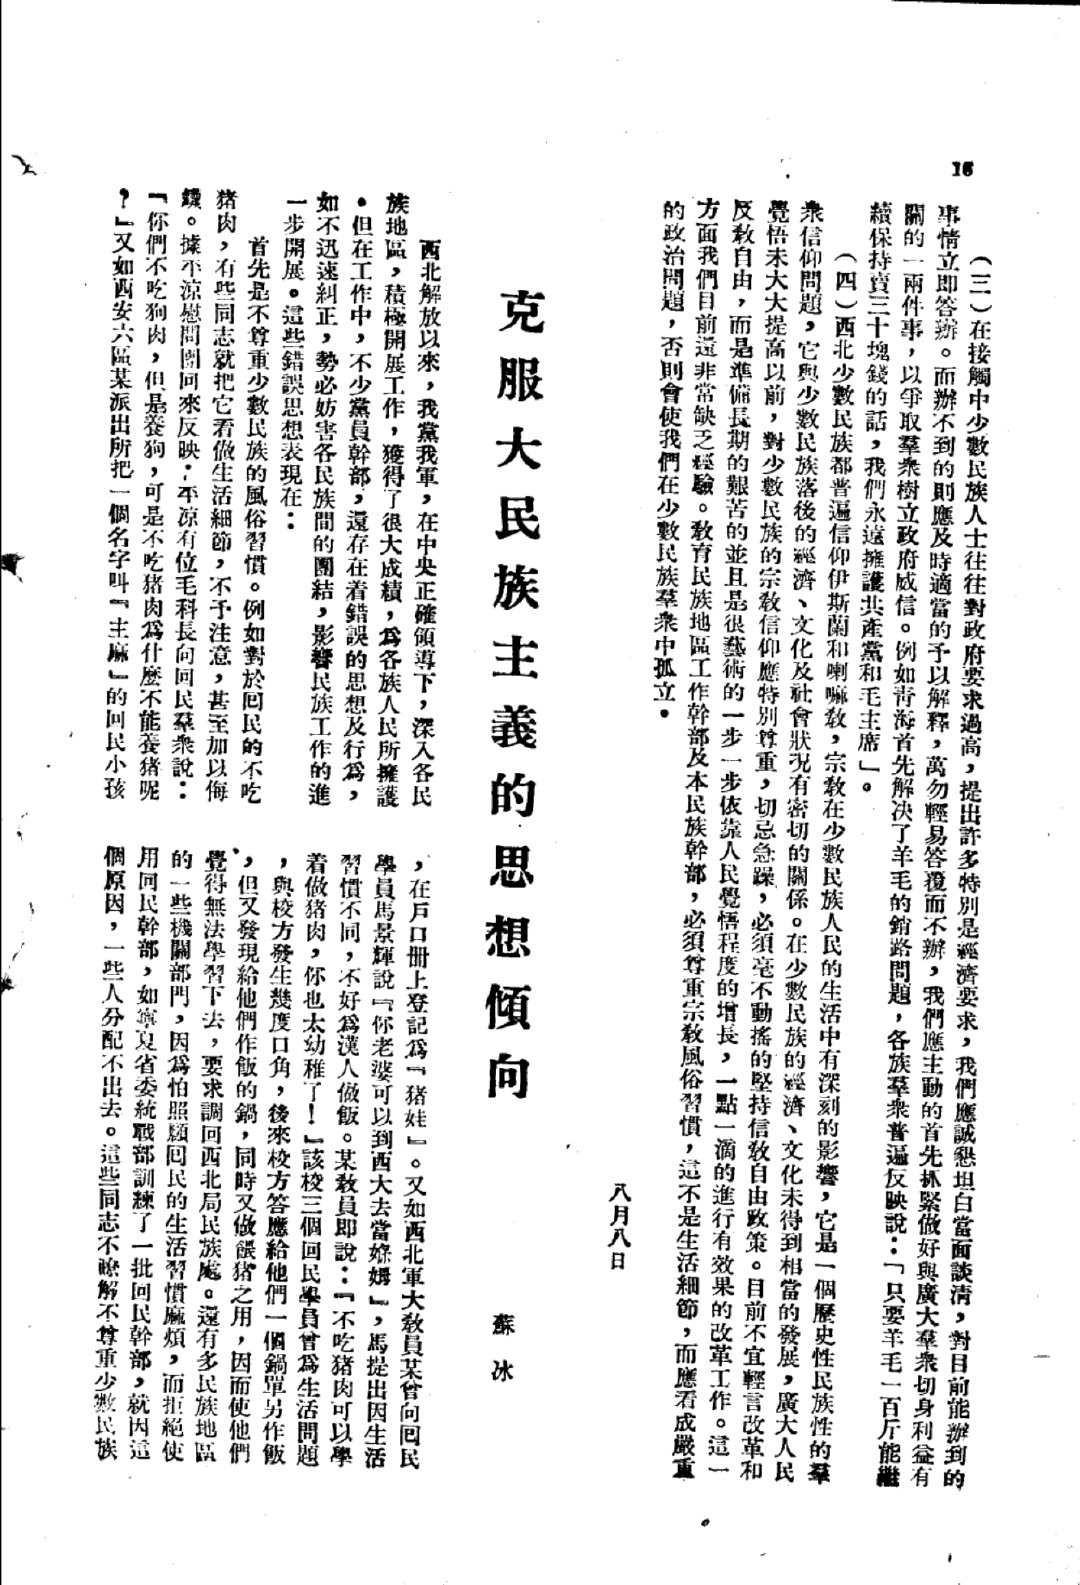 16
（三）在接觸中少數民族人士往往對政府要求過高，提出許多特別是經濟要求，我們應誠懇坦白當面談清，對目前能辦到的
事情立即答辦。而辦不到的則應及時適當的予以解釋，萬勿輕易答覆而不辦，我們應主動的首先抓緊做好與廣大羣衆切身利益有
關的一兩件事，以爭取羣衆樹立政府威信。例如青海首先解决了羊毛的銷路問題，各族羣衆普遍反映說：「只要羊毛一百斤能繼
續保持賣三十塊錢的話，我們永遠擁護共產黨和毛主席」。
（四）西北少數民族都普遍信仰伊斯蘭和喇嘛敎，宗敎在少數民族人民的生活中有深刻的影響，它是一個歷史性民族性的羣
衆信仰問題，它與少數民族落後的經濟、文化及社會狀況有密切的關係。在少數民族的經濟、文化未得到相當的發展，廣大人民
覺悟未大大提高以前，對少數民族的宗敎信仰應特別尊重，切忌急躁，必須毫不動搖的堅持信敎自由政策。目前不宜輕言改革和
反敎自由，而是準備長期的艱苦的並且是很藝術的一步一步依靠人民覺悟程度的增長，一點一滴的進行有效果的改革工作。這一
方面我們目前還非常缺乏經驗。敎育民族地區工作幹部及本民族幹部，必須尊重宗敎風俗習慣，這不是生活細節，而應看成嚴重
的政治問題，否則會使我們在少數民族羣衆中孤立。
八月八日
克服大民族主義的思想傾向
蘇冰
西北解放以來，我黨我軍，在中央正確領導下，深入各民
族地區，積極開展工作，獲得了很大成績，爲各族人民所擁護
。但在工作中，不少黨員幹部，還存在着錯誤的思想及行爲，
如不迅速糾正，勢必妨害各民族間的團結，影響民族工作的進
一步開展。這些錯誤思想表現在：
首先是不尊重少數民族的風俗習慣。例如對於回民的不吃
猪肉，有些同志就把它看做生活細節，不予注意，甚至加以侮
衊。據平涼慰問團回來反映：平凉有位毛科長向回民羣衆說：
『你們不吃狗肉，但是養狗，可是不吃猪肉爲什麼不能養猪呢
？』又如西安六區某派出所把一個名字叫『主麻』的回民小孩
，在戶口册上登記爲『猪娃』。又如西北軍大敎員某曾向回民
學員馬景輝說『你老婆可以到西大去當嬷姆』，馬提出因生活
習慣不同，不好爲漢人做飯。某敎員即說：『不吃猪肉可以學
着做猪肉，你也太幼稚了！』該校三個回民學員曾爲生活問題
，與校方發生幾度口角，後來校方答應給他們一個鍋單另作飯
，但又發現給他們作飯的鍋，同時又做餵猪之用，因而使他們
覺得無法學習下去，要求調回西北局民族處。還有多民族地區
的一些機關部門，因爲怕照顧回民的生活習慣麻煩，而拒絕使
用回民幹部，如寧夏省委統戰部訓練了一批回民幹部，就因這
個原因，一些人分配不出去。這些同志不瞭解不尊重少數民族